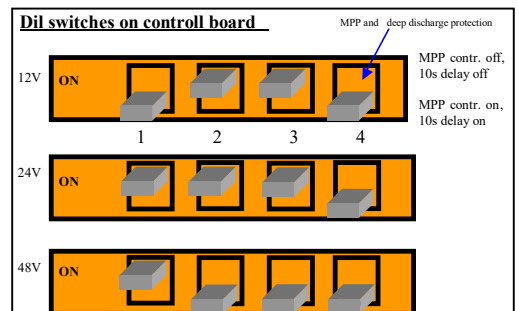 Dil switches on controll board
MPP and deep discharge protection
12V
ON
MPP contr. off,
10s delay off
MPP contr. on,
10s delay on
1 2 3 4
24V
ON
48V
ON